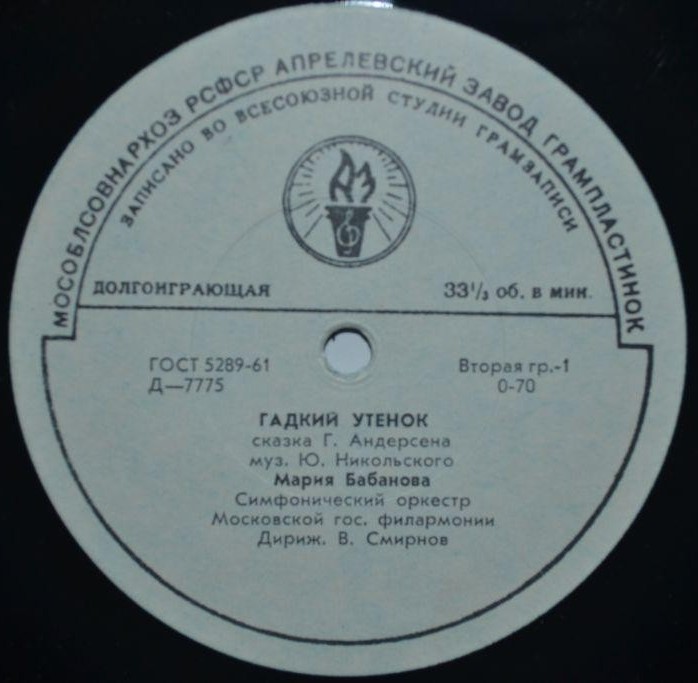 МОСОБЛСОВНАРХОЗ РСФСР АПРЕЛЕВСКИЙ ЗАВОД ГРАМПЛАСТИНОК
ЗАПИСАНО ВО ВСЕСОЮЗНОЙ СТУДИИ ГРАМЗАПИСИ
АЗ
ДОЛГОИГРАЮЩАЯ 33⅓ об. в мин.
ГОСТ 5289-61 Вторая гр.-1
Д—7775 0-70
ГАДКИЙ УТЕНОК
сказка Г. Андерсена
муз. Ю. Никольского
Мария Бабанова
Симфонический оркестр
Московской гос. филармонии
Дириж. В. Смирнов